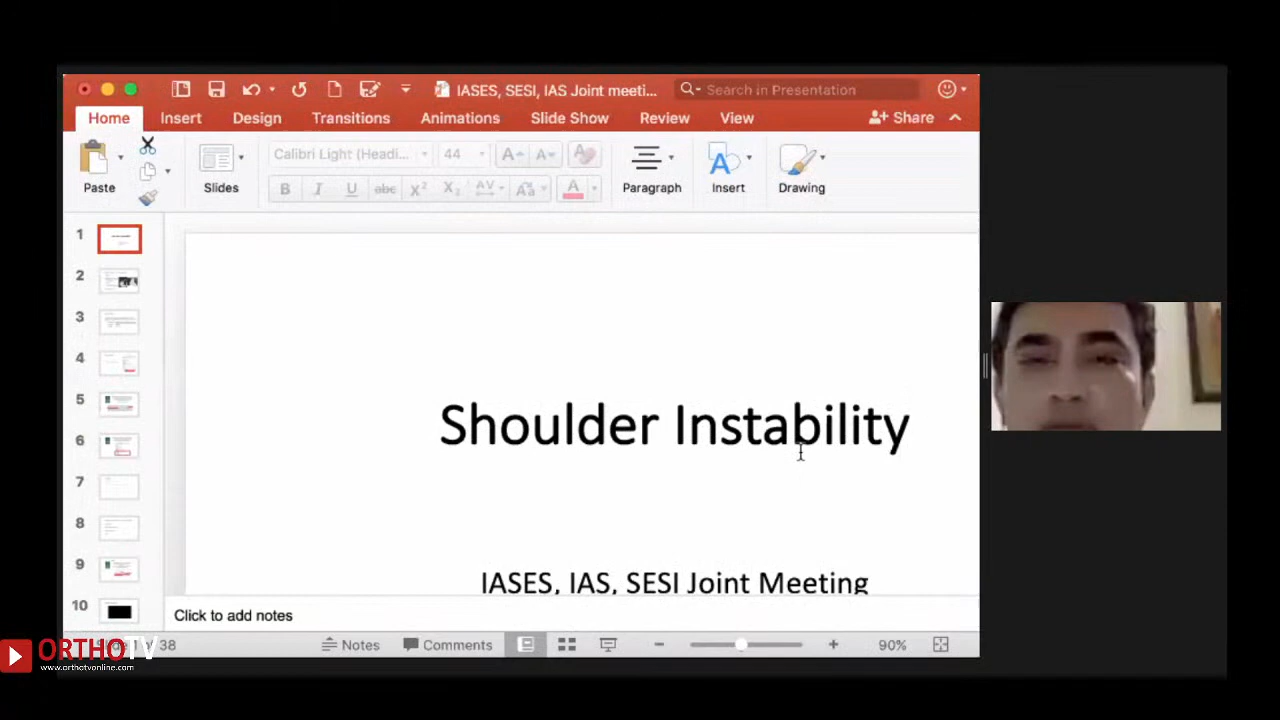 IASES, SESI, IAS Joint meeti...
Search in Presentation
Home Insert Design Transitions Animations Slide Show Review View Share
Calibri Light (Headi... 44
Paste Slides Paragraph Insert Drawing
1
2
3
4
5
6
7
8
9
10
Shoulder Instability
IASES, IAS, SESI Joint Meeting
Click to add notes
38 Notes Comments 90%
ORTHOTV
www.orthotvonline.com